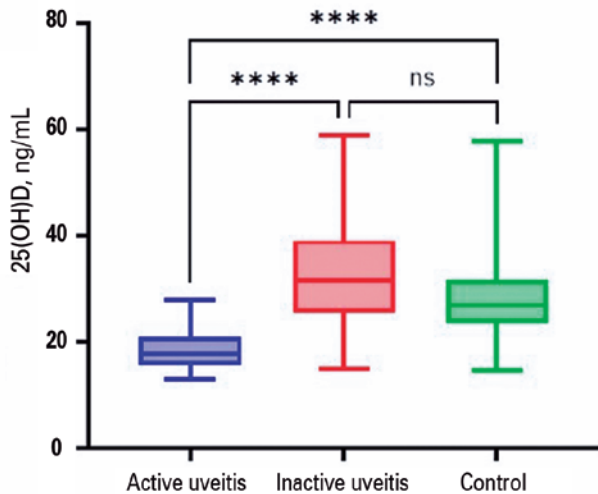 80
****
****
ns
60
25(OH)D, ng/mL
40
20
0
Active uveitis
Inactive uveitis
Control